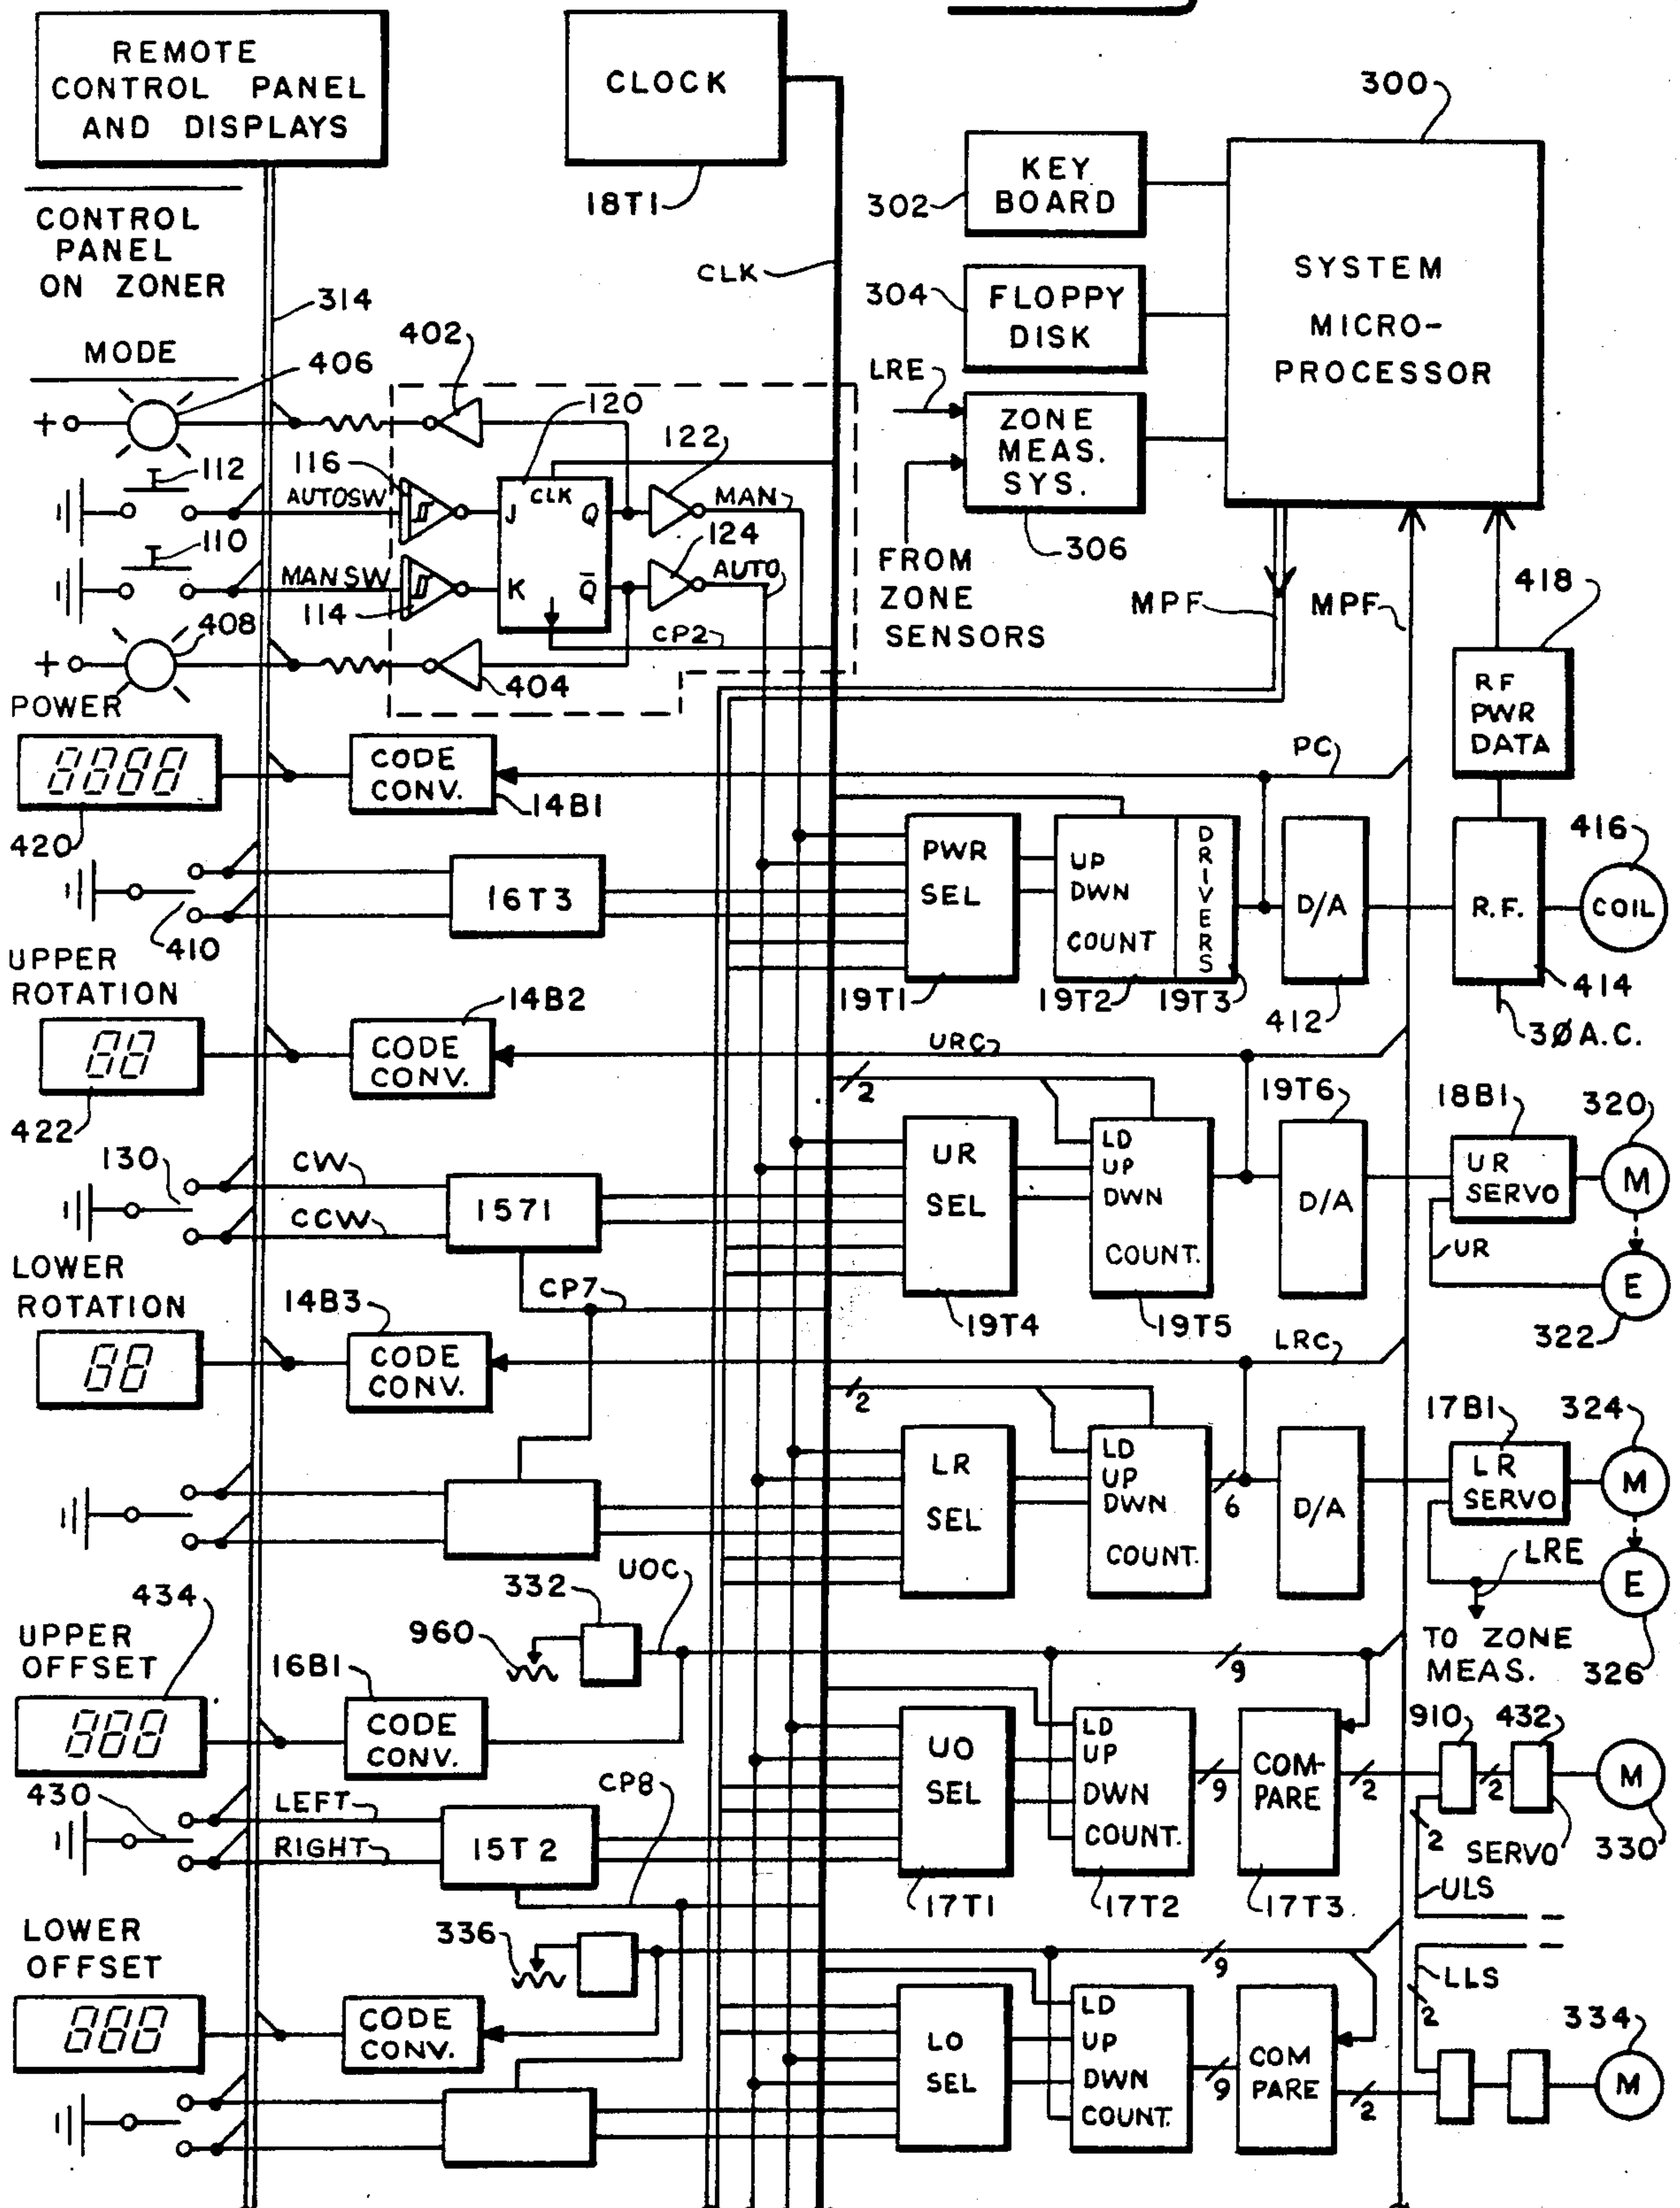 REMOTE
CONTROL PANEL
AND DISPLAYS
CLOCK
18T1
300
KEY
BOARD
302
SYSTEM
MICRO-
PROCESSOR
CONTROL
PANEL
ON ZONER
314
CLK
304
FLOPPY
DISK
MODE
406
402
LRE
ZONE
MEAS.
SYS.
306
120
122
112
116
AUTOSW
J
CLK
Q
MAN
124
110
MANSW
114
K
Q̅
AUTO
FROM
ZONE
SENSORS
MPF
MPF
418
408
CP2
404
RF
PWR
DATA
+
+
POWER
8888
420
CODE
CONV.
14B1
PC
PWR
SEL
UP
DWN
COUNT
DRIVERS
D/A
R.F.
416
COIL
16T3
410
19T1
19T2
19T3
412
414
3Ø A.C.
UPPER
ROTATION
88
422
14B2
CODE
CONV.
URC
2
19T6
18B1
320
130
CW
CCW
1571
UR
SEL
LD
UP
DWN
COUNT.
D/A
UR
SERVO
M
UR
E
322
CP7
19T4
19T5
LOWER
ROTATION
88
14B3
CODE
CONV.
LRC
2
17B1
324
LR
SEL
LD
UP
DWN
COUNT.
6
D/A
LR
SERVO
M
LRE
E
326
TO ZONE
MEAS.
UOC
332
960
9
434
UPPER
OFFSET
888
16B1
CODE
CONV.
910
432
UO
SEL
LD
UP
DWN
COUNT.
9
COM-
PARE
2
2
M
330
2
SERVO
ULS
430
LEFT
RIGHT
15T2
CP8
17T1
17T2
17T3
LOWER
OFFSET
888
336
CODE
CONV.
9
LLS
2
LO
SEL
LD
UP
DWN
COUNT.
9
COM
PARE
2
334
M